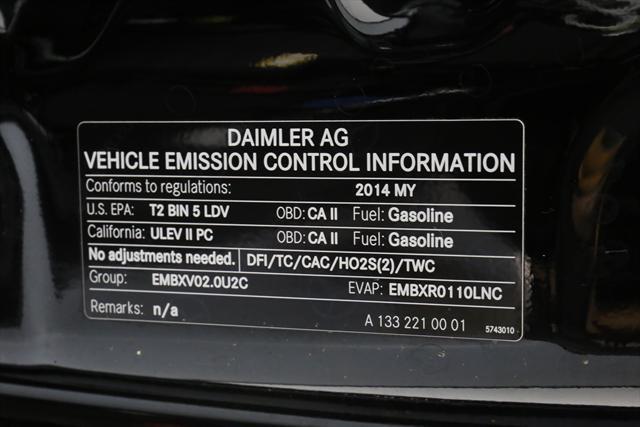 DAIMLER AG
VEHICLE EMISSION CONTROL INFORMATION
Conforms to regulations: 2014 MY
U.S. EPA: T2 BIN 5 LDV OBD: CA II Fuel: Gasoline
California: ULEV II PC OBD: CA II Fuel: Gasoline
No adjustments needed. DFI/TC/CAC/HO2S(2)/TWC
Group: EMBXV02.0U2C EVAP: EMBXR0110LNC
Remarks: n/a A 133 221 00 01 5743010